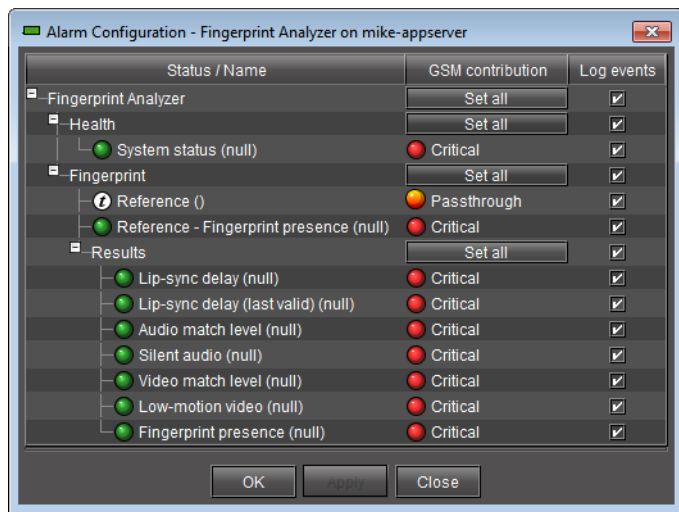 Alarm Configuration - Fingerprint Analyzer on mike-appserver
Status / Name GSM contribution Log events
Fingerprint Analyzer Set all
Health Set all
System status (null) Critical
Fingerprint Set all
t Reference () Passthrough
Reference - Fingerprint presence (null) Critical
Results Set all
Lip-sync delay (null) Critical
Lip-sync delay (last valid) (null) Critical
Audio match level (null) Critical
Silent audio (null) Critical
Video match level (null) Critical
Low-motion video (null) Critical
Fingerprint presence (null) Critical
OK Apply Close